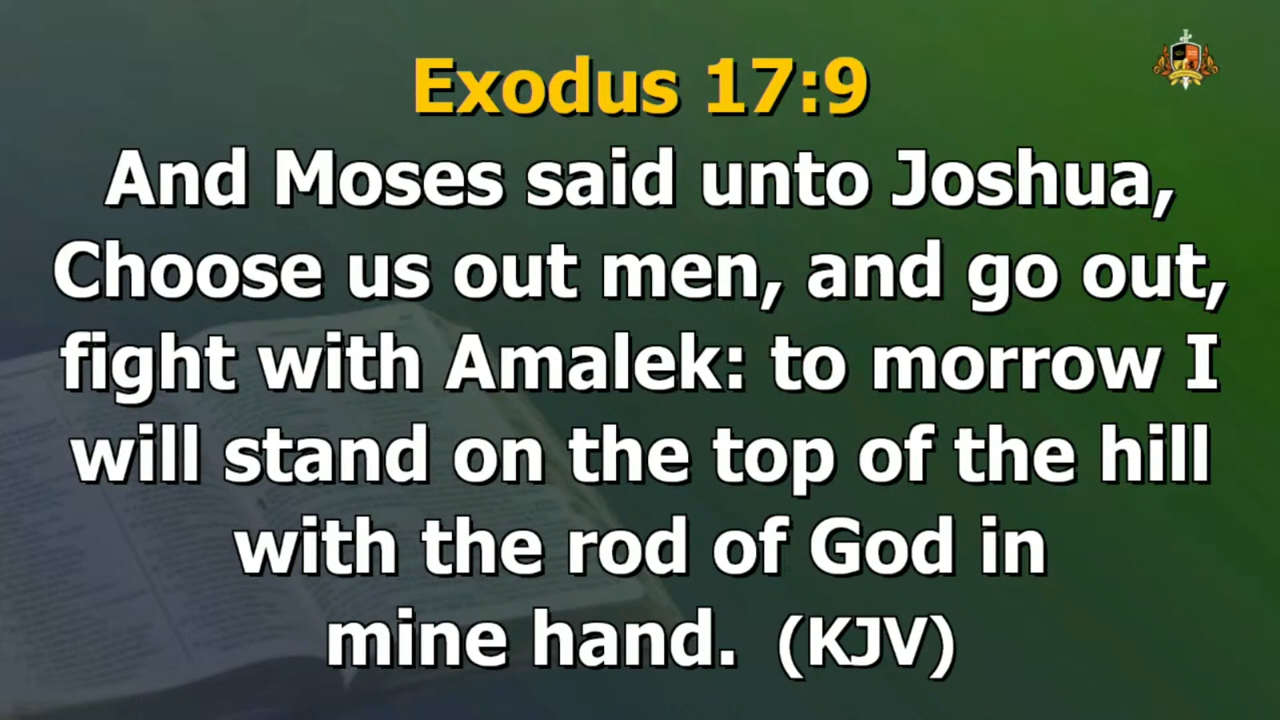 Exodus 17:9
And Moses said unto Joshua,
Choose us out men, and go out,
fight with Amalek: to morrow I
will stand on the top of the hill
with the rod of God in
mine hand. (KJV)